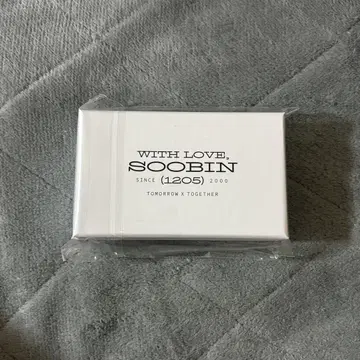 WITH LOVE,
SOOBIN
SINCE (1205) 2000
TOMORROW X TOGETHER